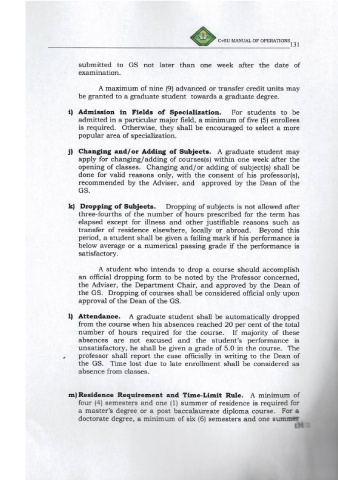 CvSU MANUAL OF OPERATIONS
131
submitted to GS not later than one week after the date of
examination.
A maximum of nine (9) advanced or transfer credit units may
be granted to a graduate student towards a graduate degree.
i) Admission in Fields of Specialization. For students to be
admitted in a particular major field, a minimum of five (5) enrollees
is required. Otherwise, they shall be encouraged to select a more
popular area of specialization.
j) Changing and/or Adding of Subjects. A graduate student may
apply for changing/adding of courses(s) within one week after the
opening of classes. Changing and/or adding of subject(s) shall be
done for valid reasons only, with the consent of his professor(s),
recommended by the Adviser, and approved by the Dean of the
GS.
k) Dropping of Subjects. Dropping of subjects is not allowed after
three-fourths of the number of hours prescribed for the term has
elapsed except for illness and other justifiable reasons such as
transfer of residence elsewhere, locally or abroad. Beyond this
period, a student shall be given a failing mark if his performance is
below average or a numerical passing grade if the performance is
satisfactory.
A student who intends to drop a course should accomplish
an official dropping form to be noted by the Professor concerned,
the Adviser, the Department Chair, and approved by the Dean of
the GS. Dropping of courses shall be considered official only upon
approval of the Dean of the GS.
l) Attendance. A graduate student shall be automatically dropped
from the course when his absences reached 20 per cent of the total
number of hours required for the course. If majority of these
absences are not excused and the student's performance is
unsatisfactory, he shall be given a grade of 5.0 in the course. The
professor shall report the case officially in writing to the Dean of
the GS. Time lost due to late enrollment shall be considered as
absence from classes.
m) Residence Requirement and Time-Limit Rule. A minimum of
four (4) semesters and one (1) summer of residence is required for
a master's degree or a post baccalaureate diploma course. For a
doctorate degree, a minimum of six (6) semesters and one summer